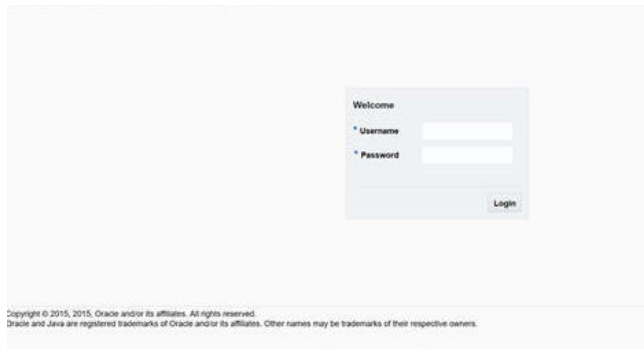 Welcome
* Username
* Password
Login
Copyright © 2015, 2015, Oracle and/or its affiliates. All rights reserved.
Oracle and Java are registered trademarks of Oracle and/or its affiliates. Other names may be trademarks of their respective owners.